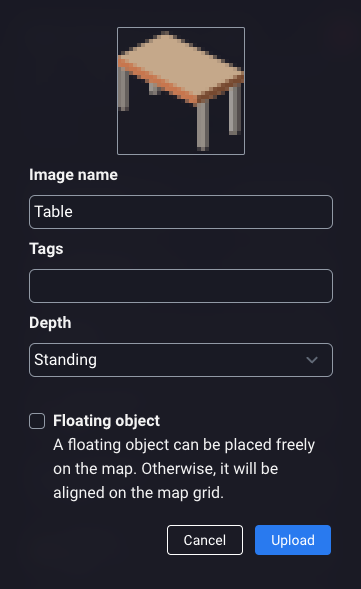 Image name
Table
Tags
Depth
Standing
Floating object
A floating object can be placed freely
on the map. Otherwise, it will be
aligned on the map grid.
Cancel
Upload